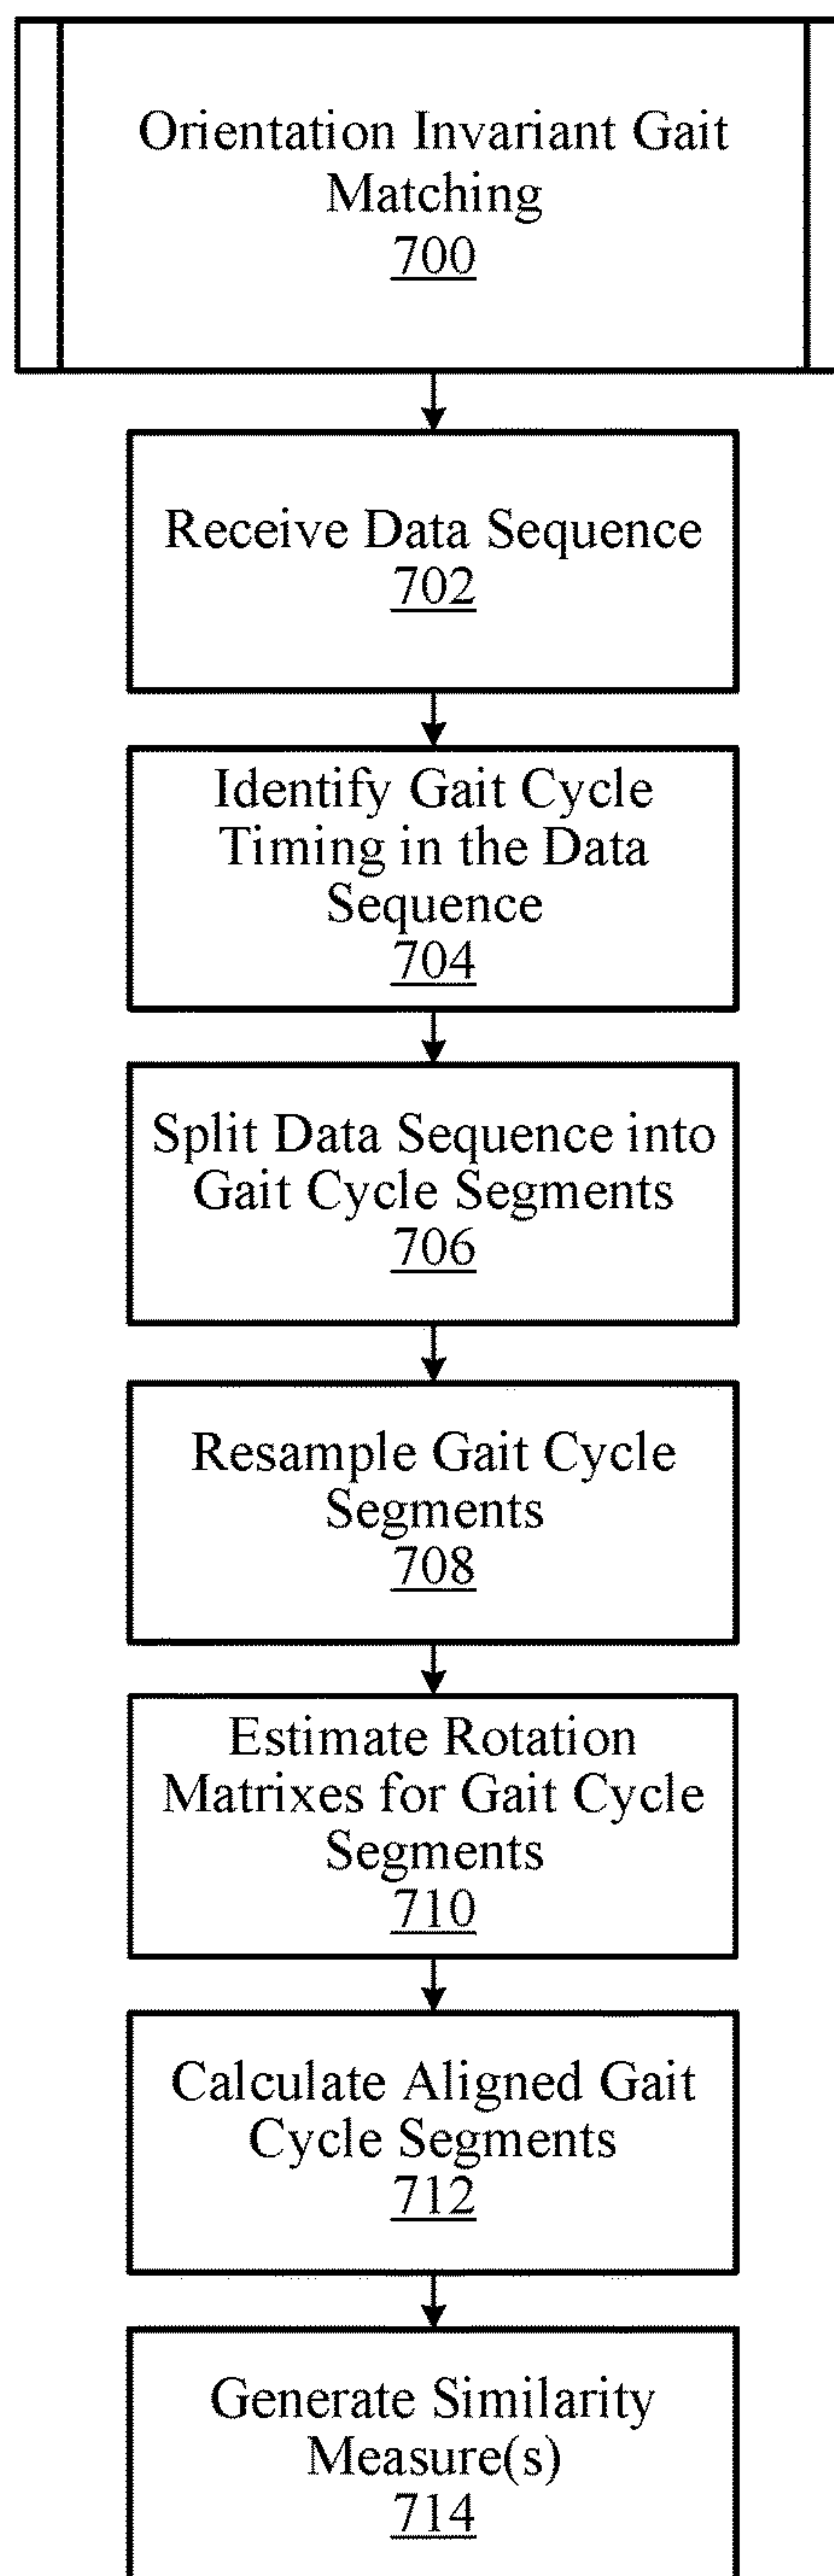 Orientation Invariant Gait
Matching
700
Receive Data Sequence
702
Identify Gait Cycle
Timing in the Data
Sequence
704
Split Data Sequence into
Gait Cycle Segments
706
Resample Gait Cycle
Segments
708
Estimate Rotation
Matrixes for Gait Cycle
Segments
710
Calculate Aligned Gait
Cycle Segments
712
Generate Similarity
Measure(s)
714